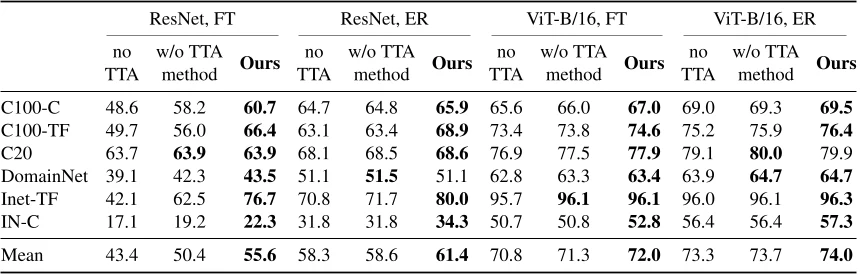 ResNet, FT ResNet, ER ViT-B/16, FT ViT-B/16, ER
no w/o TTA Ours no w/o TTA Ours no w/o TTA Ours no w/o TTA Ours
TTA method TTA method TTA method TTA method
C100-C 48.6 58.2 60.7 64.7 64.8 65.9 65.6 66.0 67.0 69.0 69.3 69.5
C100-TF 49.7 56.0 66.4 63.1 63.4 68.9 73.4 73.8 74.6 75.2 75.9 76.4
C20 63.7 63.9 63.9 68.1 68.5 68.6 76.9 77.5 77.9 79.1 80.0 79.9
DomainNet 39.1 42.3 43.5 51.1 51.5 51.1 62.8 63.3 63.4 63.9 64.7 64.7
Inet-TF 42.1 62.5 76.7 70.8 71.7 80.0 95.7 96.1 96.1 96.0 96.1 96.3
IN-C 17.1 19.2 22.3 31.8 31.8 34.3 50.7 50.8 52.8 56.4 56.4 57.3
Mean 43.4 50.4 55.6 58.3 58.6 61.4 70.8 71.3 72.0 73.3 73.7 74.0